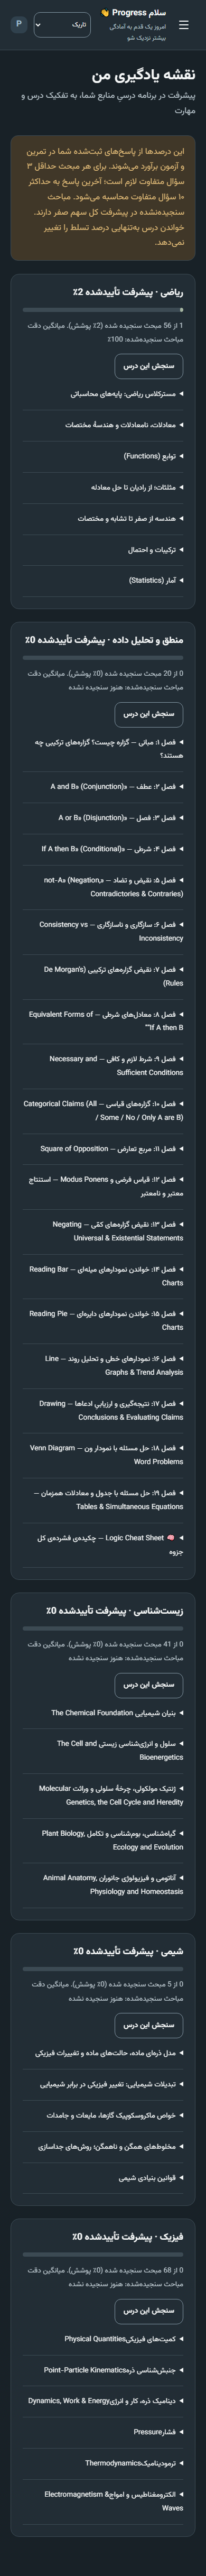 سلام Progress 👋
امروز یک قدم به آمادگی
بیشتر نزدیک شو
تاریک
P
نقشه یادگیری من
پیشرفت در برنامه درسیِ منابع شما، به تفکیک درس و
مهارت
این درصدها از پاسخ‌های ثبت‌شده شما در تمرین
و آزمون برآورد می‌شوند. برای هر مبحث حداقل ۳
سؤال متفاوت لازم است؛ آخرین پاسخ به حداکثر
۱۰ سؤال متفاوت محاسبه می‌شود. مباحث
سنجیده‌نشده در پیشرفت کل سهم صفر دارند.
خواندن درس به‌تنهایی درصد تسلط را تغییر
نمی‌دهد.
ریاضی · پیشرفت تأییدشده 2٪
1 از 56 مبحث سنجیده شده (2٪ پوشش). میانگین دقت
مباحث سنجیده‌شده: 100٪
سنجش این درس
◀ مسترکلاس ریاضی: پایه‌های محاسباتی
◀ معادلات، نامعادلات و هندسهٔ مختصات
◀ توابع (Functions)
◀ مثلثات؛ از رادیان تا حل معادله
◀ هندسه از صفر تا تشابه و مختصات
◀ ترکیبات و احتمال
◀ آمار (Statistics)
منطق و تحلیل داده · پیشرفت تأییدشده 0٪
0 از 20 مبحث سنجیده شده (0٪ پوشش). میانگین دقت
مباحث سنجیده‌شده: هنوز سنجیده نشده
سنجش این درس
◀ فصل ۱: مبانی — گزاره چیست؟ گزاره‌های ترکیبی چه
هستند؟
◀ فصل ۲: عطف — «A and B» (Conjunction)
◀ فصل ۳: فصل — «A or B» (Disjunction)
◀ فصل ۴: شرطی — «If A then B» (Conditional)
◀ فصل ۵: نقیض و تضاد — «not-A» (Negation,
Contradictories & Contraries)
◀ فصل ۶: سازگاری و ناسازگاری — Consistency vs
Inconsistency
◀ فصل ۷: نقیض گزاره‌های ترکیبی (De Morgan's
Rules)
◀ فصل ۸: معادل‌های شرطی — Equivalent Forms of
"If A then B"
◀ فصل ۹: شرط لازم و کافی — Necessary and
Sufficient Conditions
◀ فصل ۱۰: گزاره‌های قیاسی — Categorical Claims (All
/ Some / No / Only A are B)
◀ فصل ۱۱: مربع تعارض — Square of Opposition
◀ فصل ۱۲: قیاس فرضی و Modus Ponens — استنتاج
معتبر و نامعتبر
◀ فصل ۱۳: نقیض گزاره‌های کمّی — Negating
Universal & Existential Statements
◀ فصل ۱۴: خواندن نمودارهای میله‌ای — Reading Bar
Charts
◀ فصل ۱۵: خواندن نمودارهای دایره‌ای — Reading Pie
Charts
◀ فصل ۱۶: نمودارهای خطی و تحلیل روند — Line
Graphs & Trend Analysis
◀ فصل ۱۷: نتیجه‌گیری و ارزیابی ادعاها — Drawing
Conclusions & Evaluating Claims
◀ فصل ۱۸: حل مسئله با نمودار ون — Venn Diagram
Word Problems
◀ فصل ۱۹: حل مسئله با جدول و معادلات همزمان —
Tables & Simultaneous Equations
◀ 🧠 Logic Cheat Sheet — چکیده‌ی فشرده‌ی کل
جزوه
زیست‌شناسی · پیشرفت تأییدشده 0٪
0 از 41 مبحث سنجیده شده (0٪ پوشش). میانگین دقت
مباحث سنجیده‌شده: هنوز سنجیده نشده
سنجش این درس
◀ بنیان شیمیایی The Chemical Foundation
◀ سلول و انرژی‌شناسی زیستی The Cell and
Bioenergetics
◀ ژنتیک مولکولی، چرخهٔ سلولی و وراثت Molecular
Genetics, the Cell Cycle and Heredity
◀ گیاه‌شناسی، بوم‌شناسی و تکامل Plant Biology,
Ecology and Evolution
◀ آناتومی و فیزیولوژی جانوران Animal Anatomy,
Physiology and Homeostasis
شیمی · پیشرفت تأییدشده 0٪
0 از 5 مبحث سنجیده شده (0٪ پوشش). میانگین دقت
مباحث سنجیده‌شده: هنوز سنجیده نشده
سنجش این درس
◀ مدل ذره‌ای ماده، حالت‌های ماده و تغییرات فیزیکی
◀ تبدیلات شیمیایی: تغییر فیزیکی در برابر شیمیایی
◀ خواص ماکروسکوپیک گازها، مایعات و جامدات
◀ مخلوط‌های همگن و ناهمگن؛ روش‌های جداسازی
◀ قوانین بنیادی شیمی
فیزیک · پیشرفت تأییدشده 0٪
0 از 68 مبحث سنجیده شده (0٪ پوشش). میانگین دقت
مباحث سنجیده‌شده: هنوز سنجیده نشده
سنجش این درس
◀ کمیت‌های فیزیکیPhysical Quantities
◀ جنبش‌شناسی ذرهPoint-Particle Kinematics
◀ دینامیک ذره، کار و انرژیDynamics, Work & Energy
◀ فشارPressure
◀ ترمودینامیکThermodynamics
◀ الکترومغناطیس و امواجElectromagnetism &
Waves